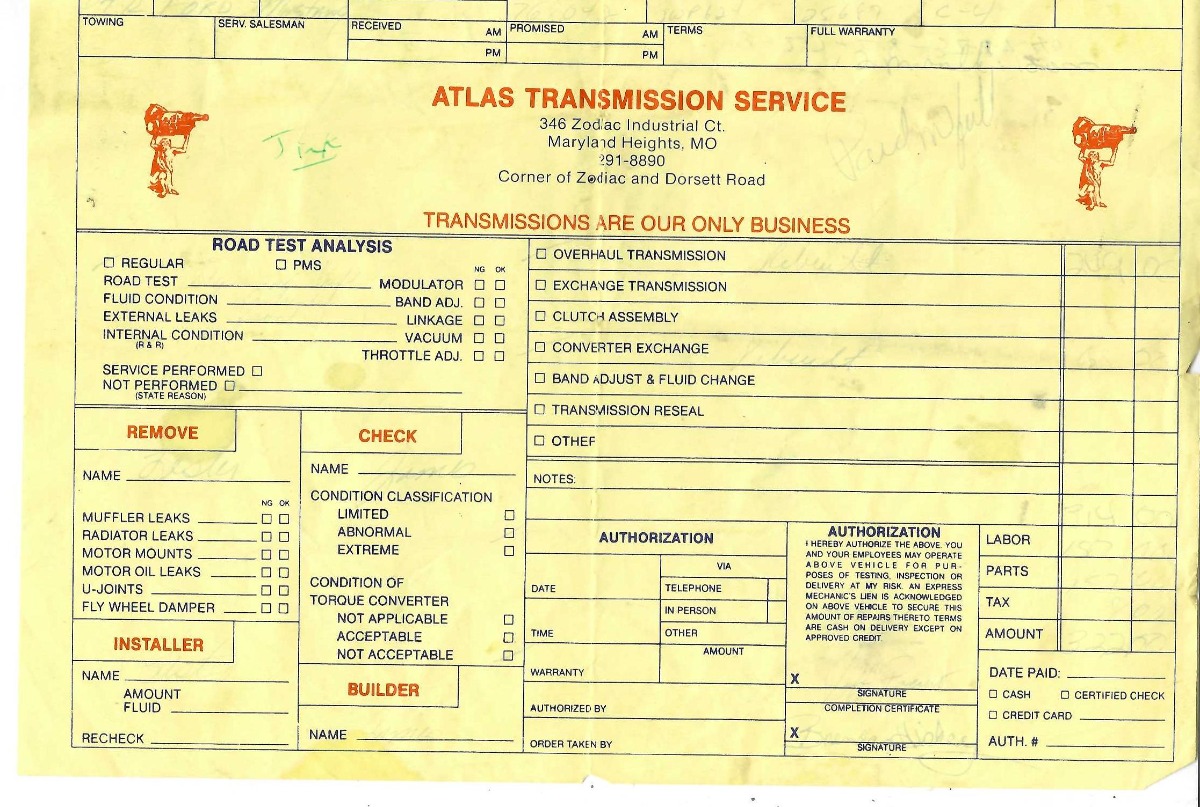 TOWING
SERV. SALESMAN
RECEIVED AM PM
PROMISED AM PM
TERMS
FULL WARRANTY
ATLAS TRANSMISSION SERVICE
346 Zodiac Industrial Ct.
Maryland Heights, MO
291-8890
Corner of Zodiac and Dorsett Road
TRANSMISSIONS ARE OUR ONLY BUSINESS
ROAD TEST ANALYSIS
REGULAR PMS NG OK
ROAD TEST MODULATOR
FLUID CONDITION BAND ADJ.
EXTERNAL LEAKS LINKAGE
INTERNAL CONDITION VACUUM
(R & R)
THROTTLE ADJ.
SERVICE PERFORMED
NOT PERFORMED
(STATE REASON)
OVERHAUL TRANSMISSION
EXCHANGE TRANSMISSION
CLUTCH ASSEMBLY
CONVERTER EXCHANGE
BAND ADJUST & FLUID CHANGE
TRANSMISSION RESEAL
OTHER
NOTES:
REMOVE
NAME
NG OK
MUFFLER LEAKS
RADIATOR LEAKS
MOTOR MOUNTS
MOTOR OIL LEAKS
U-JOINTS
FLY WHEEL DAMPER
INSTALLER
NAME
AMOUNT
FLUID
RECHECK
CHECK
NAME
CONDITION CLASSIFICATION
LIMITED
ABNORMAL
EXTREME
CONDITION OF
TORQUE CONVERTER
NOT APPLICABLE
ACCEPTABLE
NOT ACCEPTABLE
BUILDER
NAME
AUTHORIZATION
VIA
DATE TELEPHONE
IN PERSON
TIME OTHER
AMOUNT
WARRANTY
AUTHORIZED BY
ORDER TAKEN BY
AUTHORIZATION
I HEREBY AUTHORIZE THE ABOVE, YOU
AND YOUR EMPLOYEES MAY OPERATE
ABOVE VEHICLE FOR PUR-
POSES OF TESTING, INSPECTION OR
DELIVERY AT MY RISK. AN EXPRESS
MECHANIC'S LIEN IS ACKNOWLEDGED
ON ABOVE VEHICLE TO SECURE THIS
AMOUNT OF REPAIRS THERETO TERMS
ARE CASH ON DELIVERY EXCEPT ON
APPROVED CREDIT.
X
SIGNATURE
COMPLETION CERTIFICATE
X
SIGNATURE
LABOR
PARTS
TAX
AMOUNT
DATE PAID:
CASH CERTIFIED CHECK
CREDIT CARD
AUTH. #